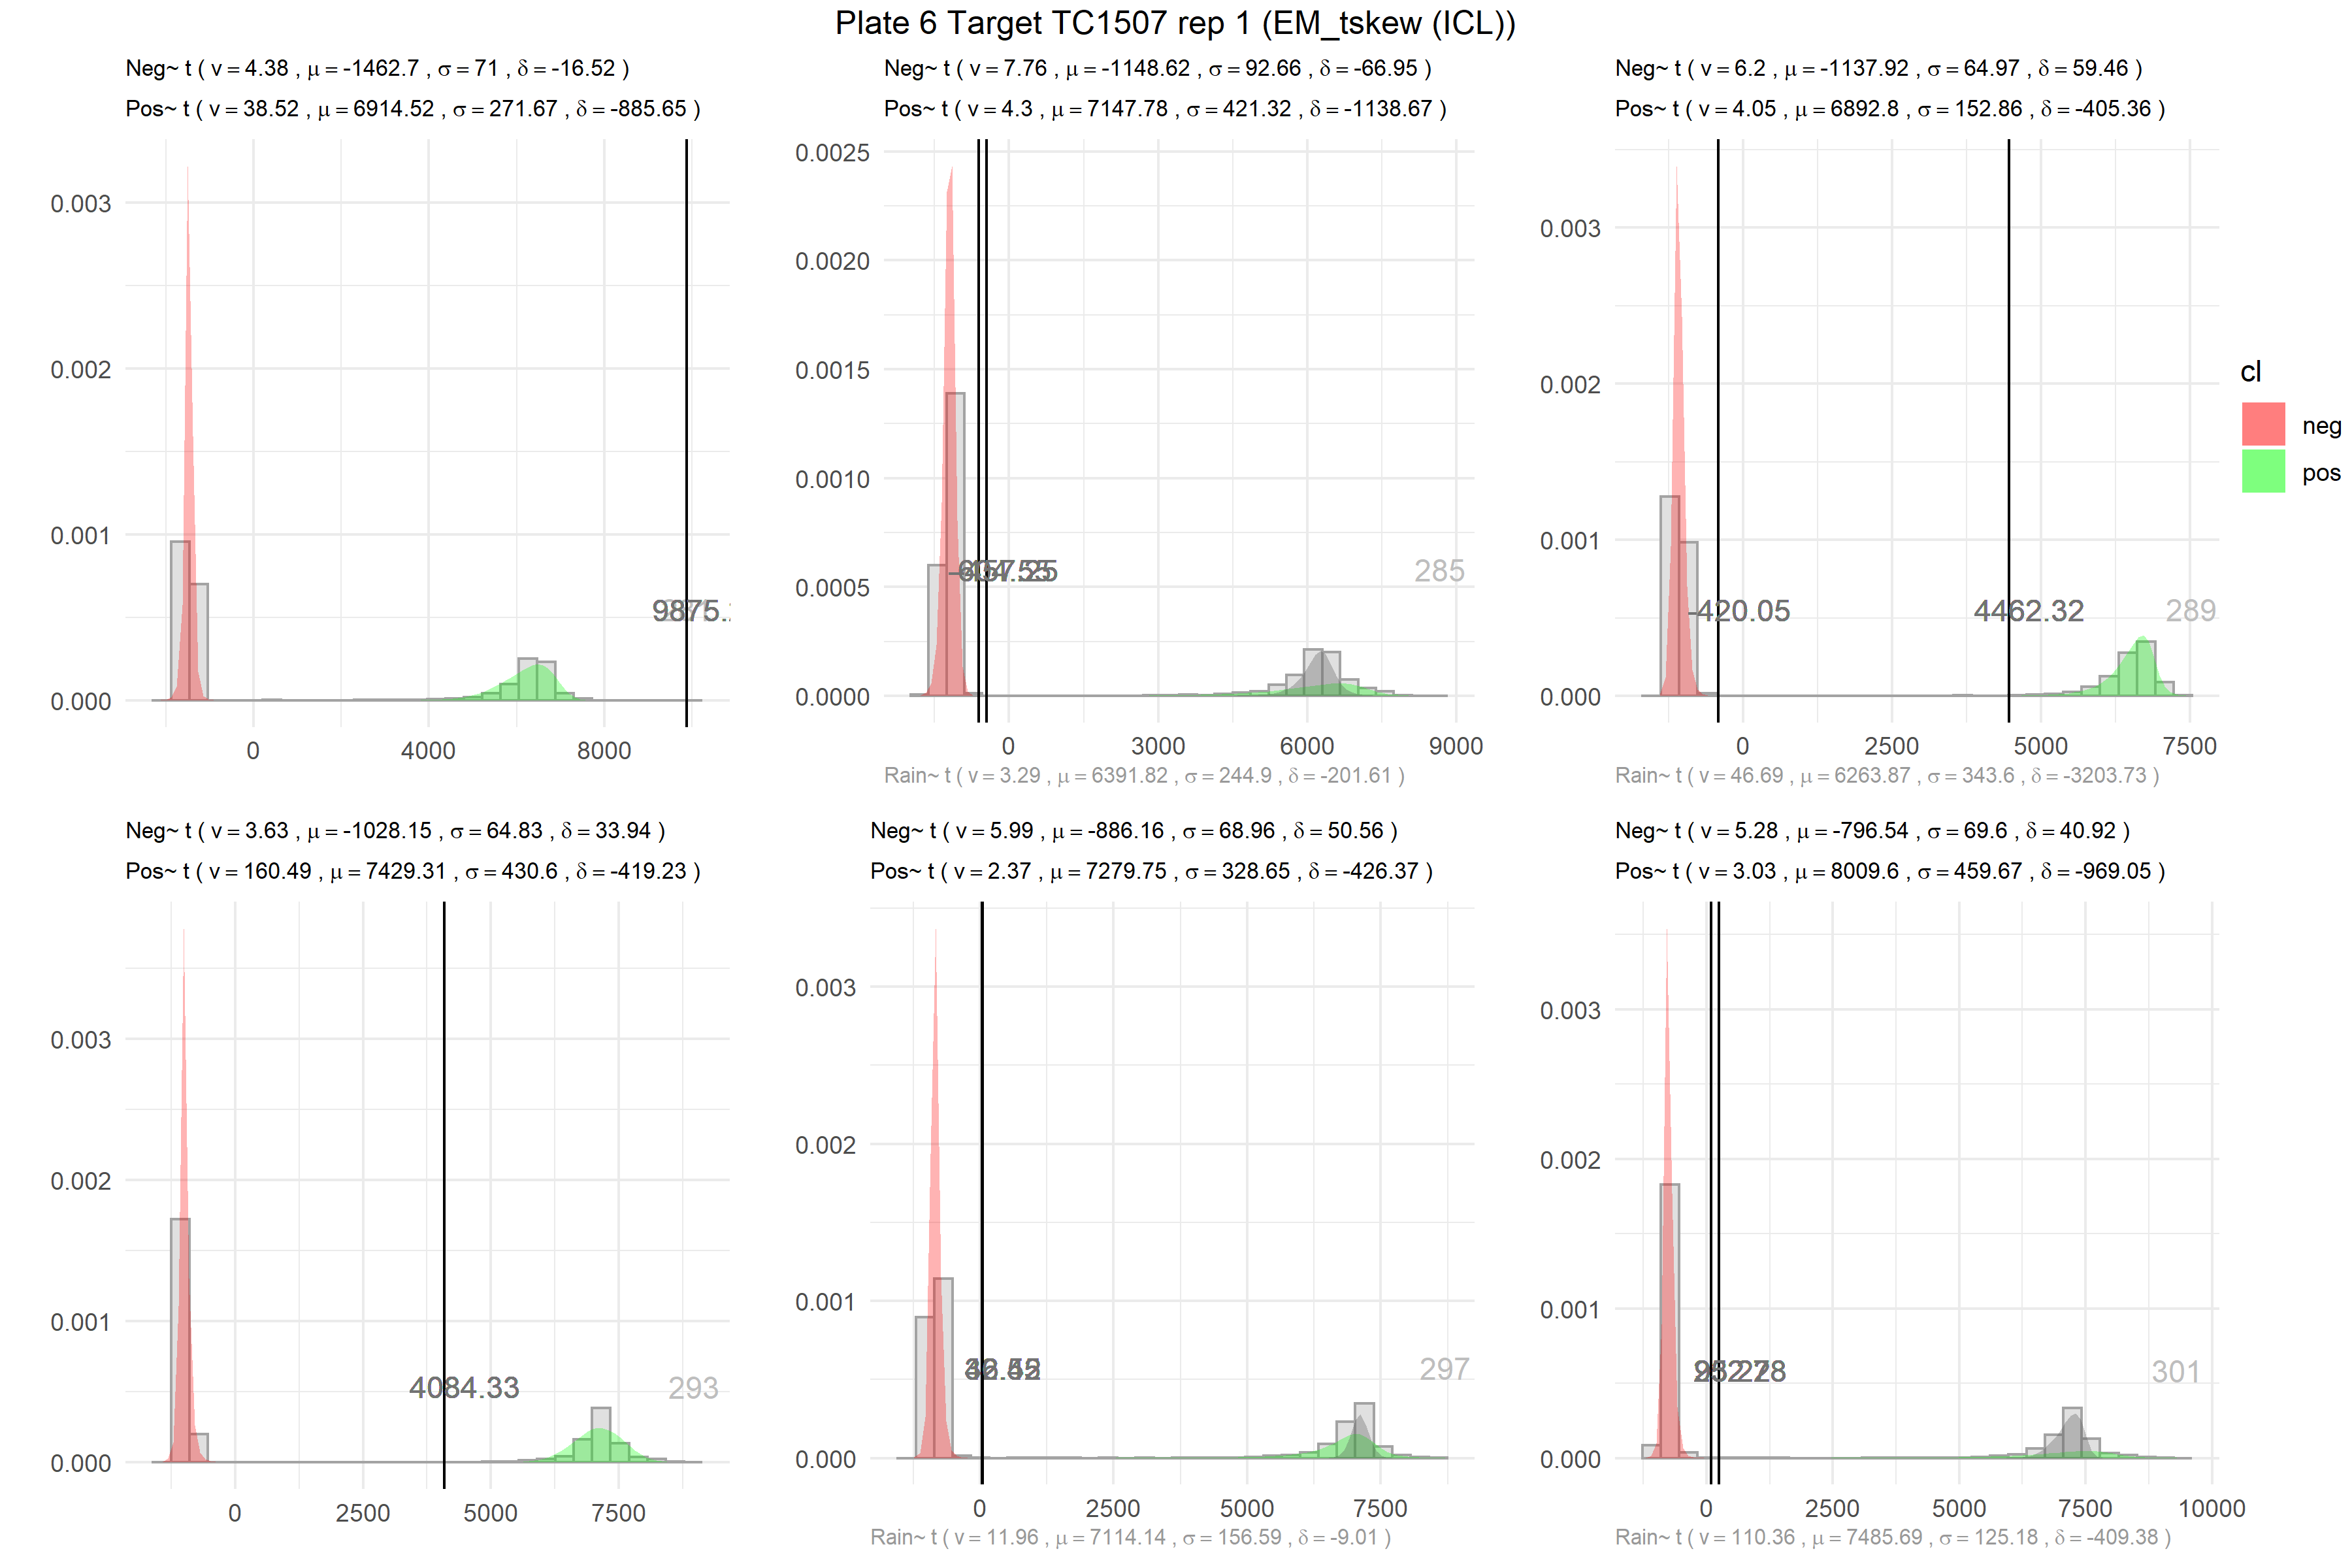 Plate 6 Target TC1507 rep 1 (EM_tskew (ICL))
Neg~ t ( v = 4.38 , μ = -1462.7 , σ = 71 , δ = -16.52 )
Pos~ t ( v = 38.52 , μ = 6914.52 , σ = 271.67 , δ = -885.65 )
0.003
0.002
0.001
0.000
0 4000 8000
Neg~ t ( v = 7.76 , μ = -1148.62 , σ = 92.66 , δ = -66.95 )
Pos~ t ( v = 4.3 , μ = 7147.78 , σ = 421.32 , δ = -1138.67 )
0.0025
0.0020
0.0015
0.0010
0.0005
0.0000
285
0 3000 6000 9000
Rain~ t ( v = 3.29 , μ = 6391.82 , σ = 244.9 , δ = -201.61 )
Neg~ t ( v = 6.2 , μ = -1137.92 , σ = 64.97 , δ = 59.46 )
Pos~ t ( v = 4.05 , μ = 6892.8 , σ = 152.86 , δ = -405.36 )
0.003
0.002
0.001
0.000
-420.05 4462.32 289
0 2500 5000 7500
Rain~ t ( v = 46.69 , μ = 6263.87 , σ = 343.6 , δ = -3203.73 )
cl
neg
pos
Neg~ t ( v = 3.63 , μ = -1028.15 , σ = 64.83 , δ = 33.94 )
Pos~ t ( v = 160.49 , μ = 7429.31 , σ = 430.6 , δ = -419.23 )
0.003
0.002
0.001
0.000
4084.33 293
0 2500 5000 7500
Neg~ t ( v = 5.99 , μ = -886.16 , σ = 68.96 , δ = 50.56 )
Pos~ t ( v = 2.37 , μ = 7279.75 , σ = 328.65 , δ = -426.37 )
0.003
0.002
0.001
0.000
297
0 2500 5000 7500
Rain~ t ( v = 11.96 , μ = 7114.14 , σ = 156.59 , δ = -9.01 )
Neg~ t ( v = 5.28 , μ = -796.54 , σ = 69.6 , δ = 40.92 )
Pos~ t ( v = 3.03 , μ = 8009.6 , σ = 459.67 , δ = -969.05 )
0.003
0.002
0.001
0.000
301
0 2500 5000 7500 10000
Rain~ t ( v = 110.36 , μ = 7485.69 , σ = 125.18 , δ = -409.38 )